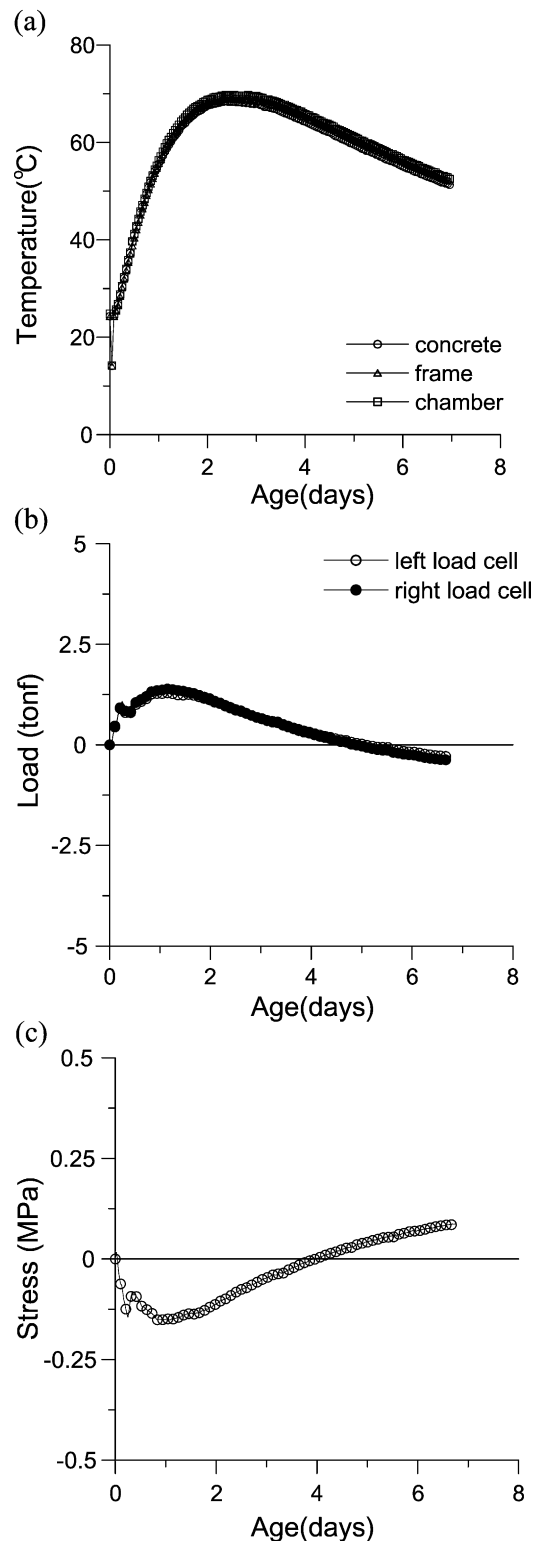 (a)
80
60
40
20
0
Temperature(℃)
concrete
frame
chamber
0 2 4 6 8
Age(days)
(b)
5
2.5
0
-2.5
-5
Load (tonf)
left load cell
right load cell
0 2 4 6 8
Age(days)
(c)
0.5
0.25
0
-0.25
-0.5
Stress (MPa)
0 2 4 6 8
Age(days)